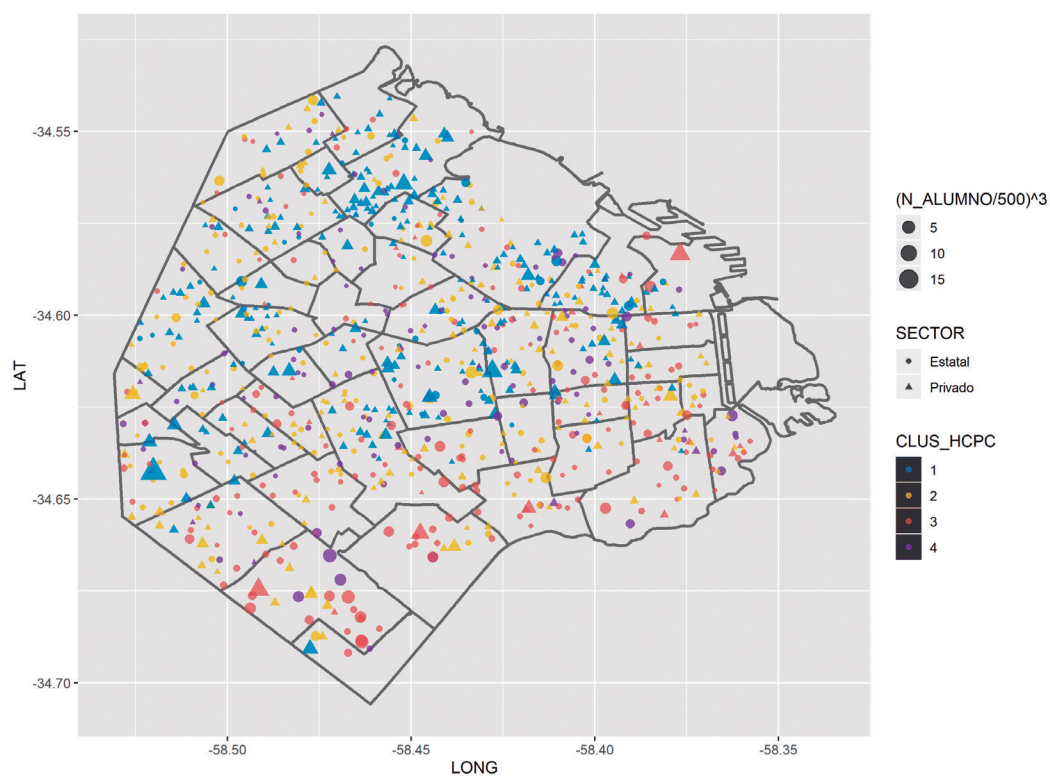 -34.55
-34.60
-34.65
-34.70
LAT
-58.50
-58.45
-58.40
-58.35
LONG
(N_ALUMNO/500)^3
5
10
15
SECTOR
Estatal
Privado
CLUS_HCPC
1
2
3
4